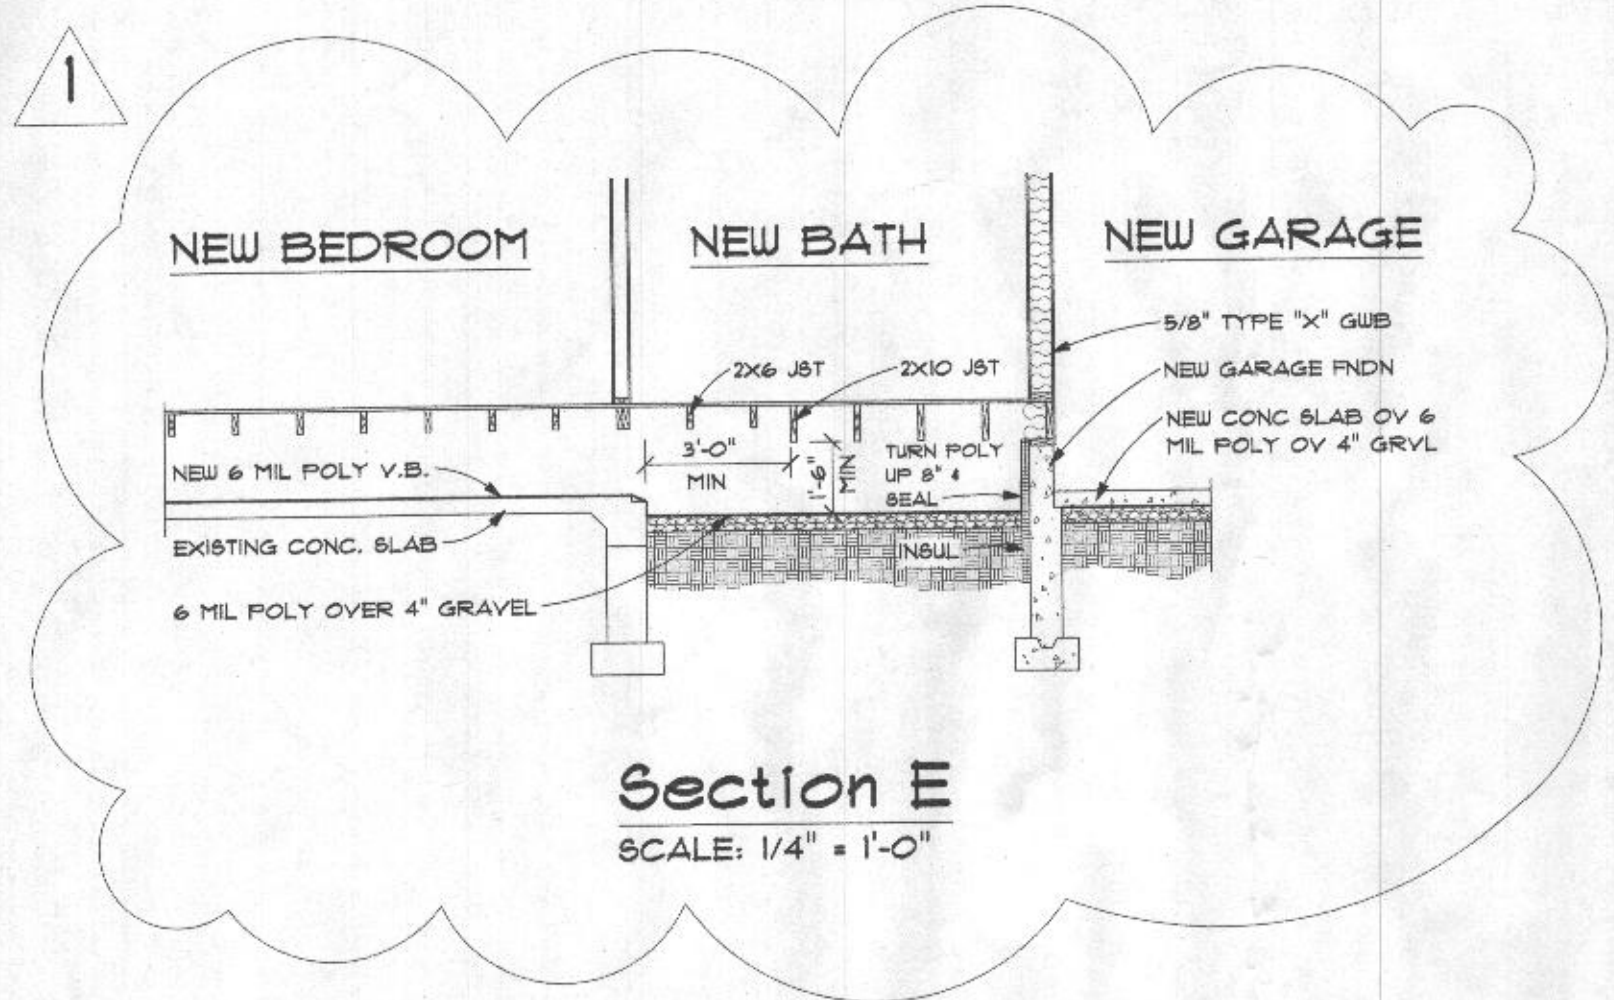 1
NEW BEDROOM
NEW BATH
NEW GARAGE
5/8" TYPE "X" GWB
2X6 JST
2X10 JST
NEW GARAGE FNDN
NEW CONC SLAB OV 6
MIL POLY OV 4" GRVL
3'-0"
MIN
1'-6"
MIN
TURN POLY
UP 8" &
SEAL
NEW 6 MIL POLY V.B.
EXISTING CONC. SLAB
INSUL
6 MIL POLY OVER 4" GRAVEL
Section E
SCALE: 1/4" = 1'-0"